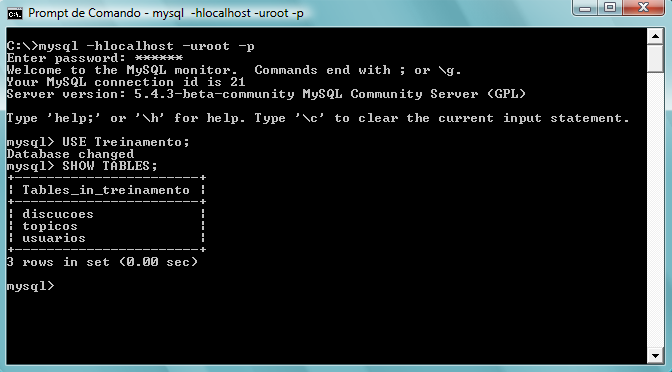 Prompt de Comando - mysql -hlocalhost -uroot -p
C:\>mysql -hlocalhost -uroot -p
Enter password: ******
Welcome to the MySQL monitor.  Commands end with ; or \g.
Your MySQL connection id is 21
Server version: 5.4.3-beta-community MySQL Community Server (GPL)
Type 'help;' or '\h' for help. Type '\c' to clear the current input statement.
mysql> USE Treinamento;
Database changed
mysql> SHOW TABLES;
+------------------------+
| Tables_in_treinamento |
+------------------------+
| discucoes |
| topicos |
| usuarios |
+------------------------+
3 rows in set (0.00 sec)
mysql>